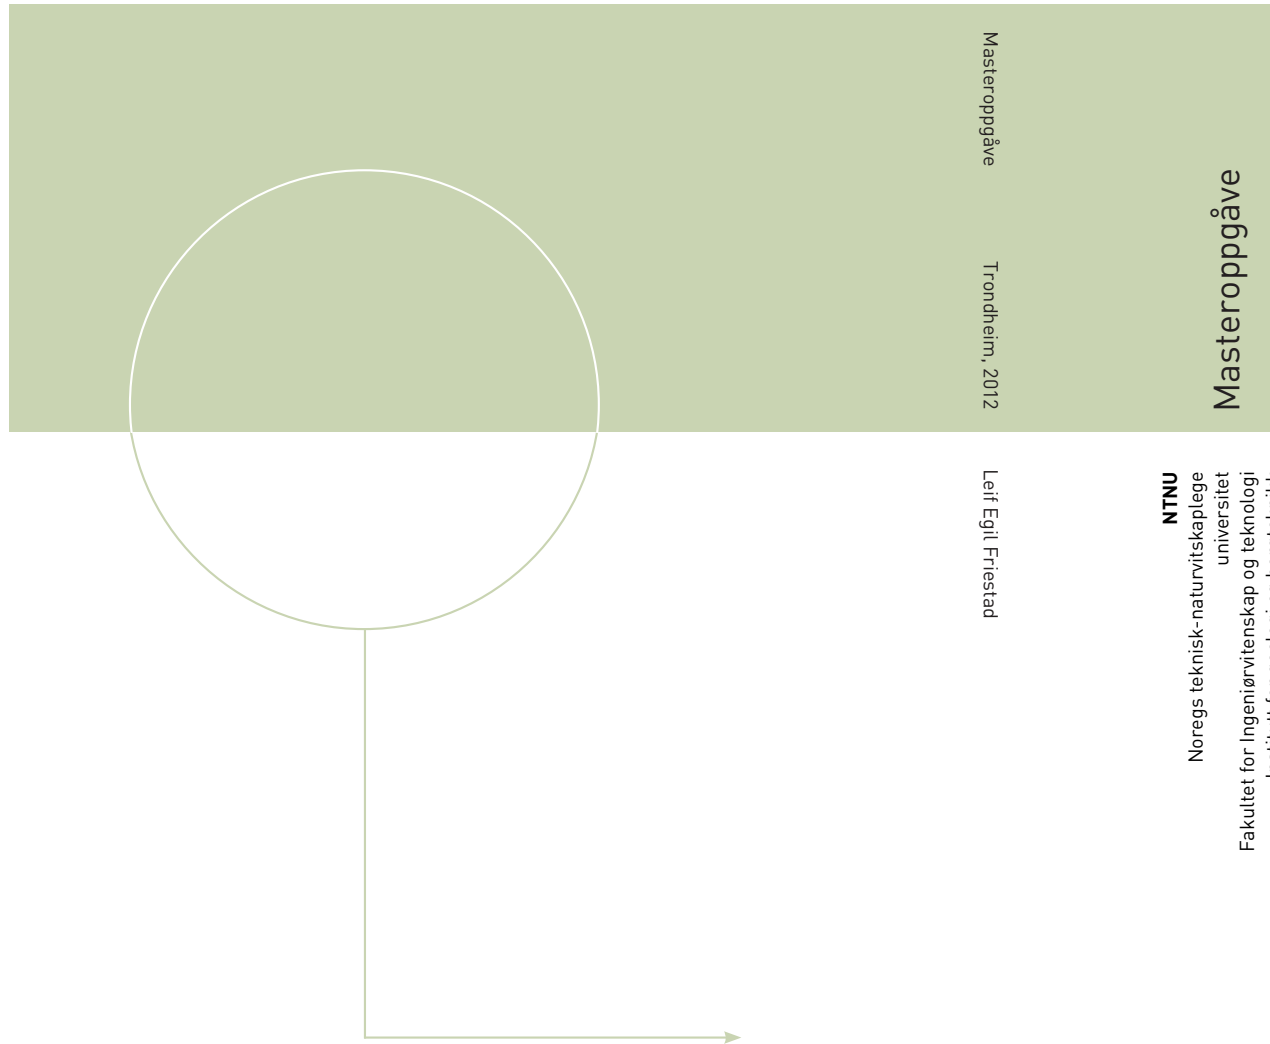 Masteroppgåve
Trondheim, 2012
Leif Egil Friestad
Masteroppgåve
NTNU
Noregs teknisk-naturvitskaplege
universitet
Fakultet for Ingeniørvitenskap og teknologi